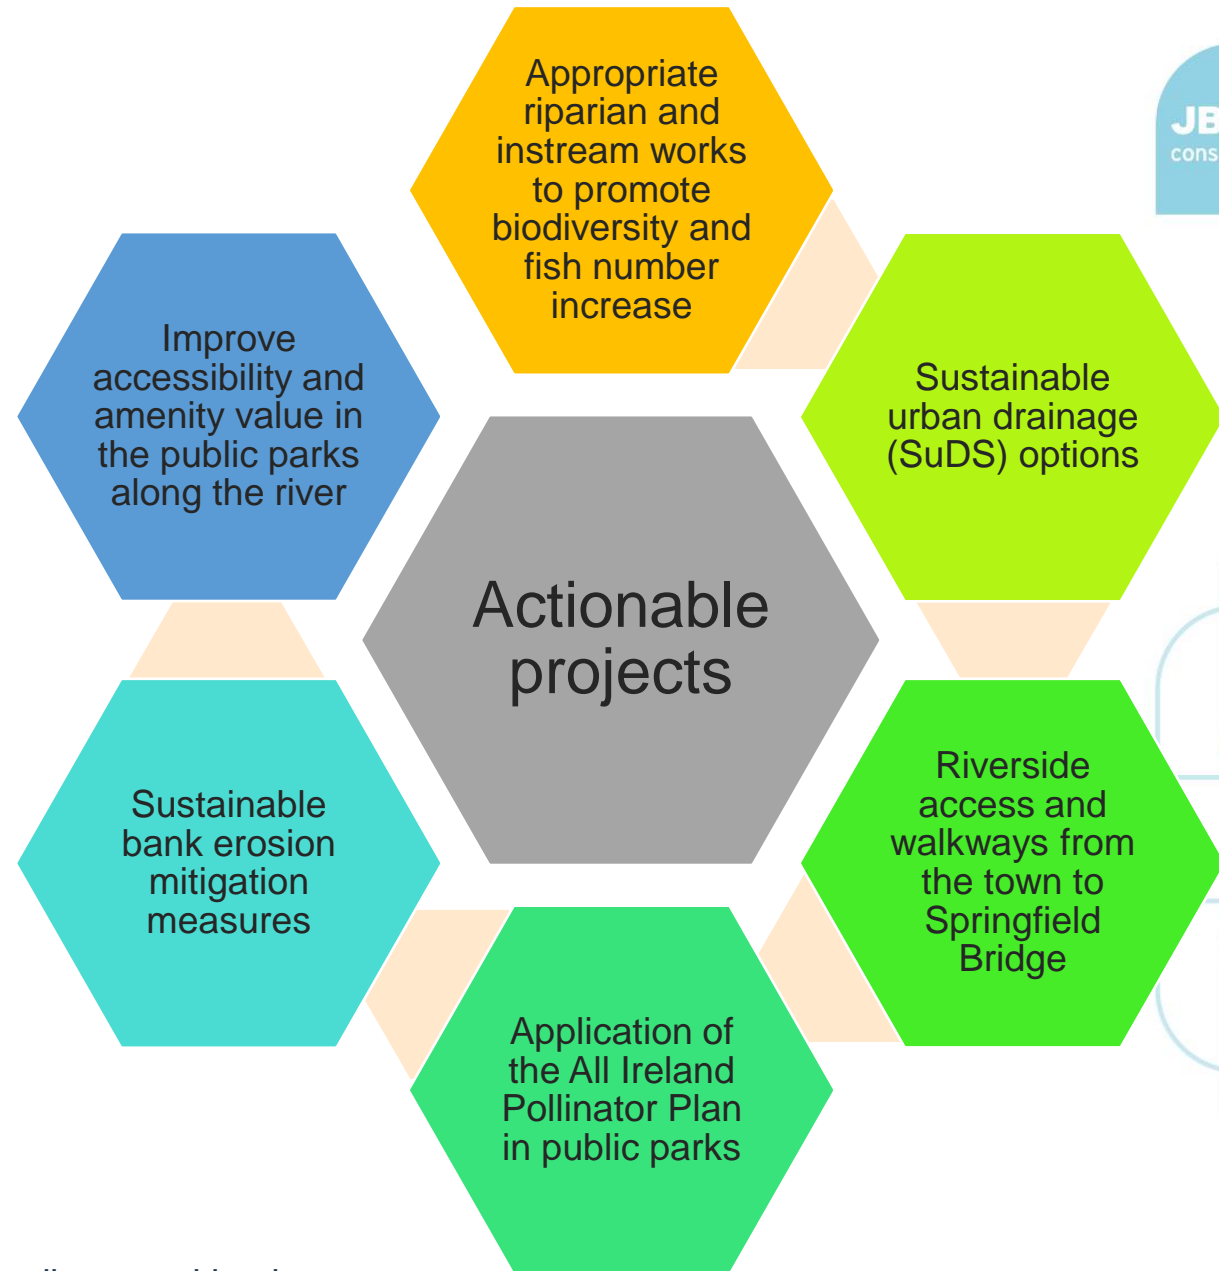 Appropriate
riparian and
instream works
to promote
biodiversity and
fish number
increase
JB
cons
Improve
accessibility and
amenity value in
the public parks
along the river
Sustainable
urban drainage
(SuDS) options
Actionable
projects
Sustainable
bank erosion
mitigation
measures
Riverside
access and
walkways from
the town to
Springfield
Bridge
Application of
the All Ireland
Pollinator Plan
in public parks